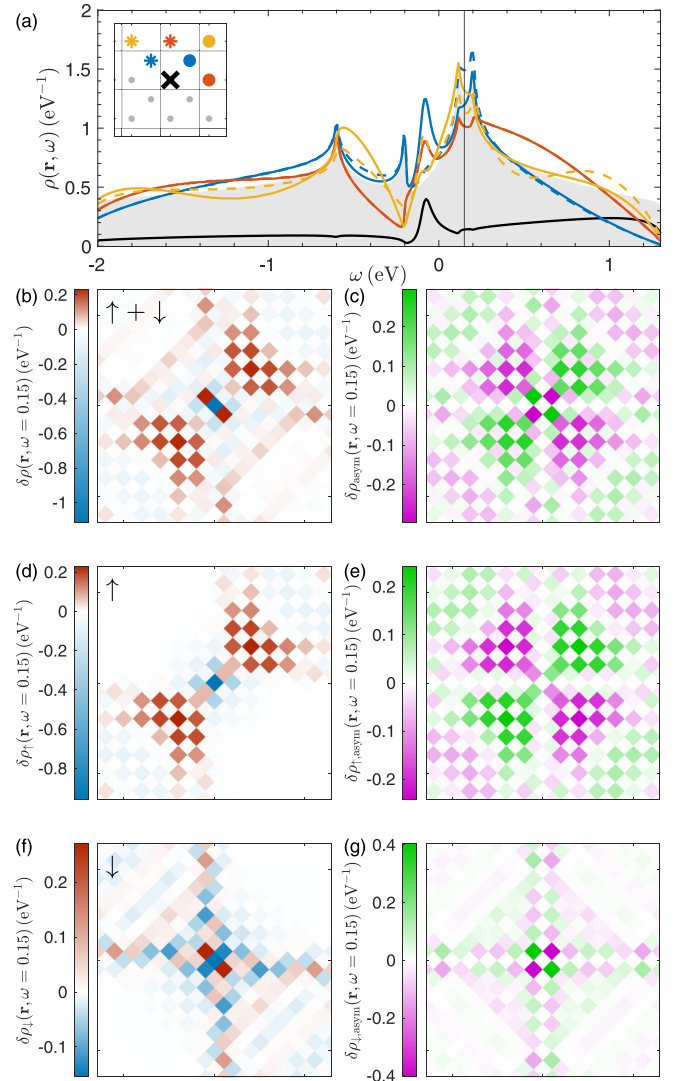 (a)
ρ(r, ω) (eV⁻¹)
2
1.5
1
0.5
0
-2
-1
0
1
ω (eV)
(b)
↑ + ↓
δρ(r, ω = 0.15) (eV⁻¹)
0.2
0
-0.2
-0.4
-0.6
-0.8
-1
(c)
δρasym(r, ω = 0.15) (eV⁻¹)
0.2
0.1
0
-0.1
-0.2
(d)
↑
δρ↑(r, ω = 0.15) (eV⁻¹)
0.2
0
-0.2
-0.4
-0.6
-0.8
(e)
δρ↑,asym(r, ω = 0.15) (eV⁻¹)
0.2
0.1
0
-0.1
-0.2
(f)
↓
δρ↓(r, ω = 0.15) (eV⁻¹)
0.2
0.1
0
-0.1
(g)
δρ↓,asym(r, ω = 0.15) (eV⁻¹)
0.4
0.2
0
-0.2
-0.4